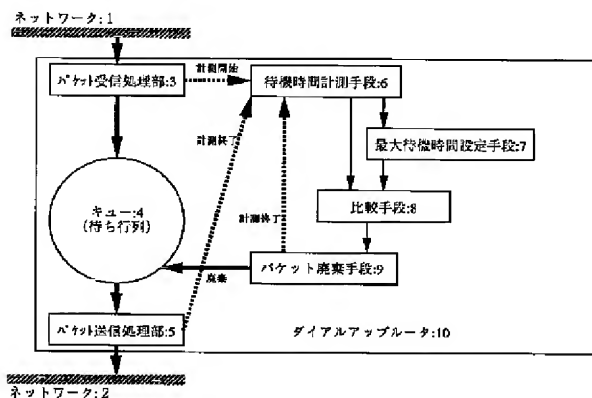 ネットワーク:1
パケット受信処理部:3
計測開始
待機時間計測手段:6
計測終了
最大待機時間設定手段:7
キュー:4
(待ち行列)
計測終了
比較手段:8
廃棄
パケット廃棄手段:9
パケット送信処理部:5
ダイアルアップルータ:10
ネットワーク:2